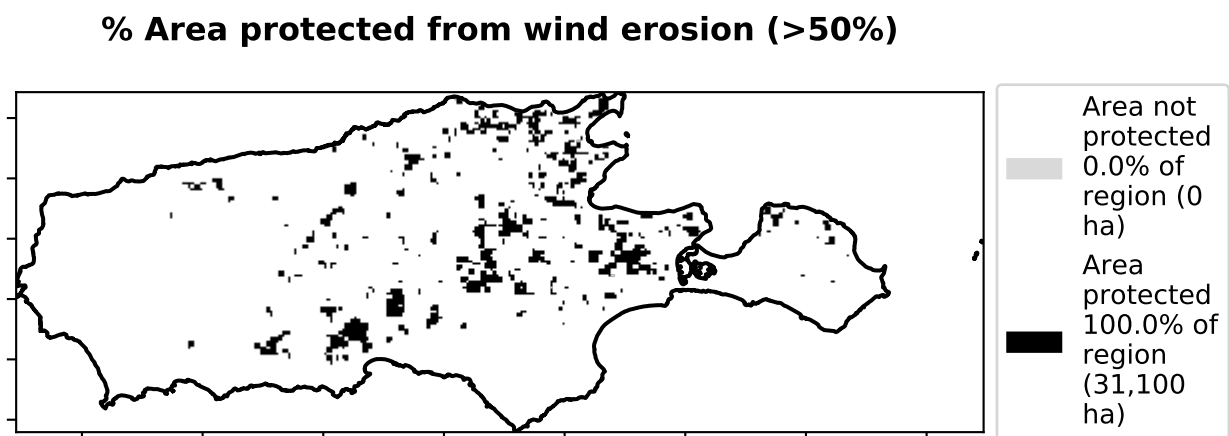 % Area protected from wind erosion (>50%)
Area not
protected
0.0% of
region (0
ha)
Area
protected
100.0% of
region
(31,100
ha)